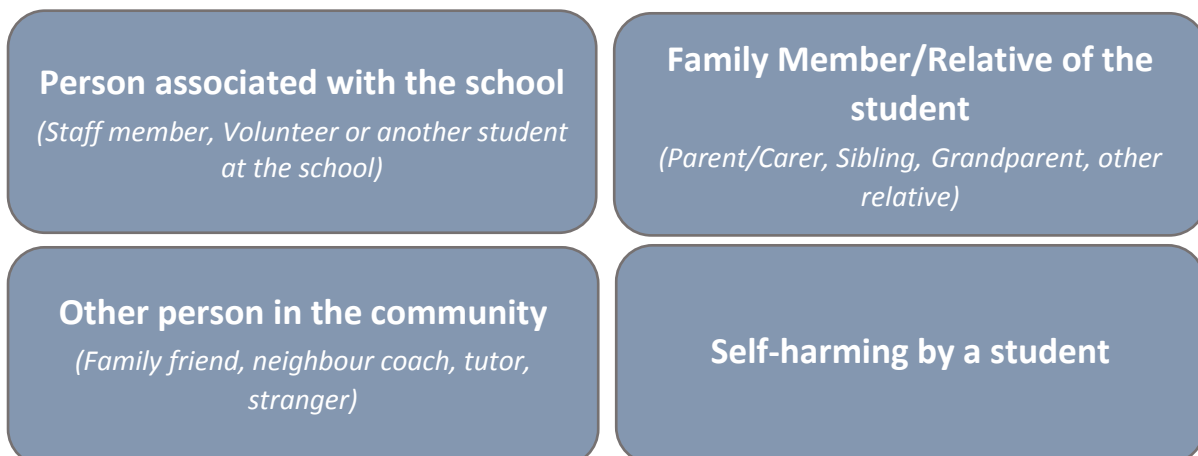 Person associated with the school
(Staff member, Volunteer or another student
at the school)
Family Member/Relative of the
student
(Parent/Carer, Sibling, Grandparent, other
relative)
Other person in the community
(Family friend, neighbour coach, tutor,
stranger)
Self-harming by a student